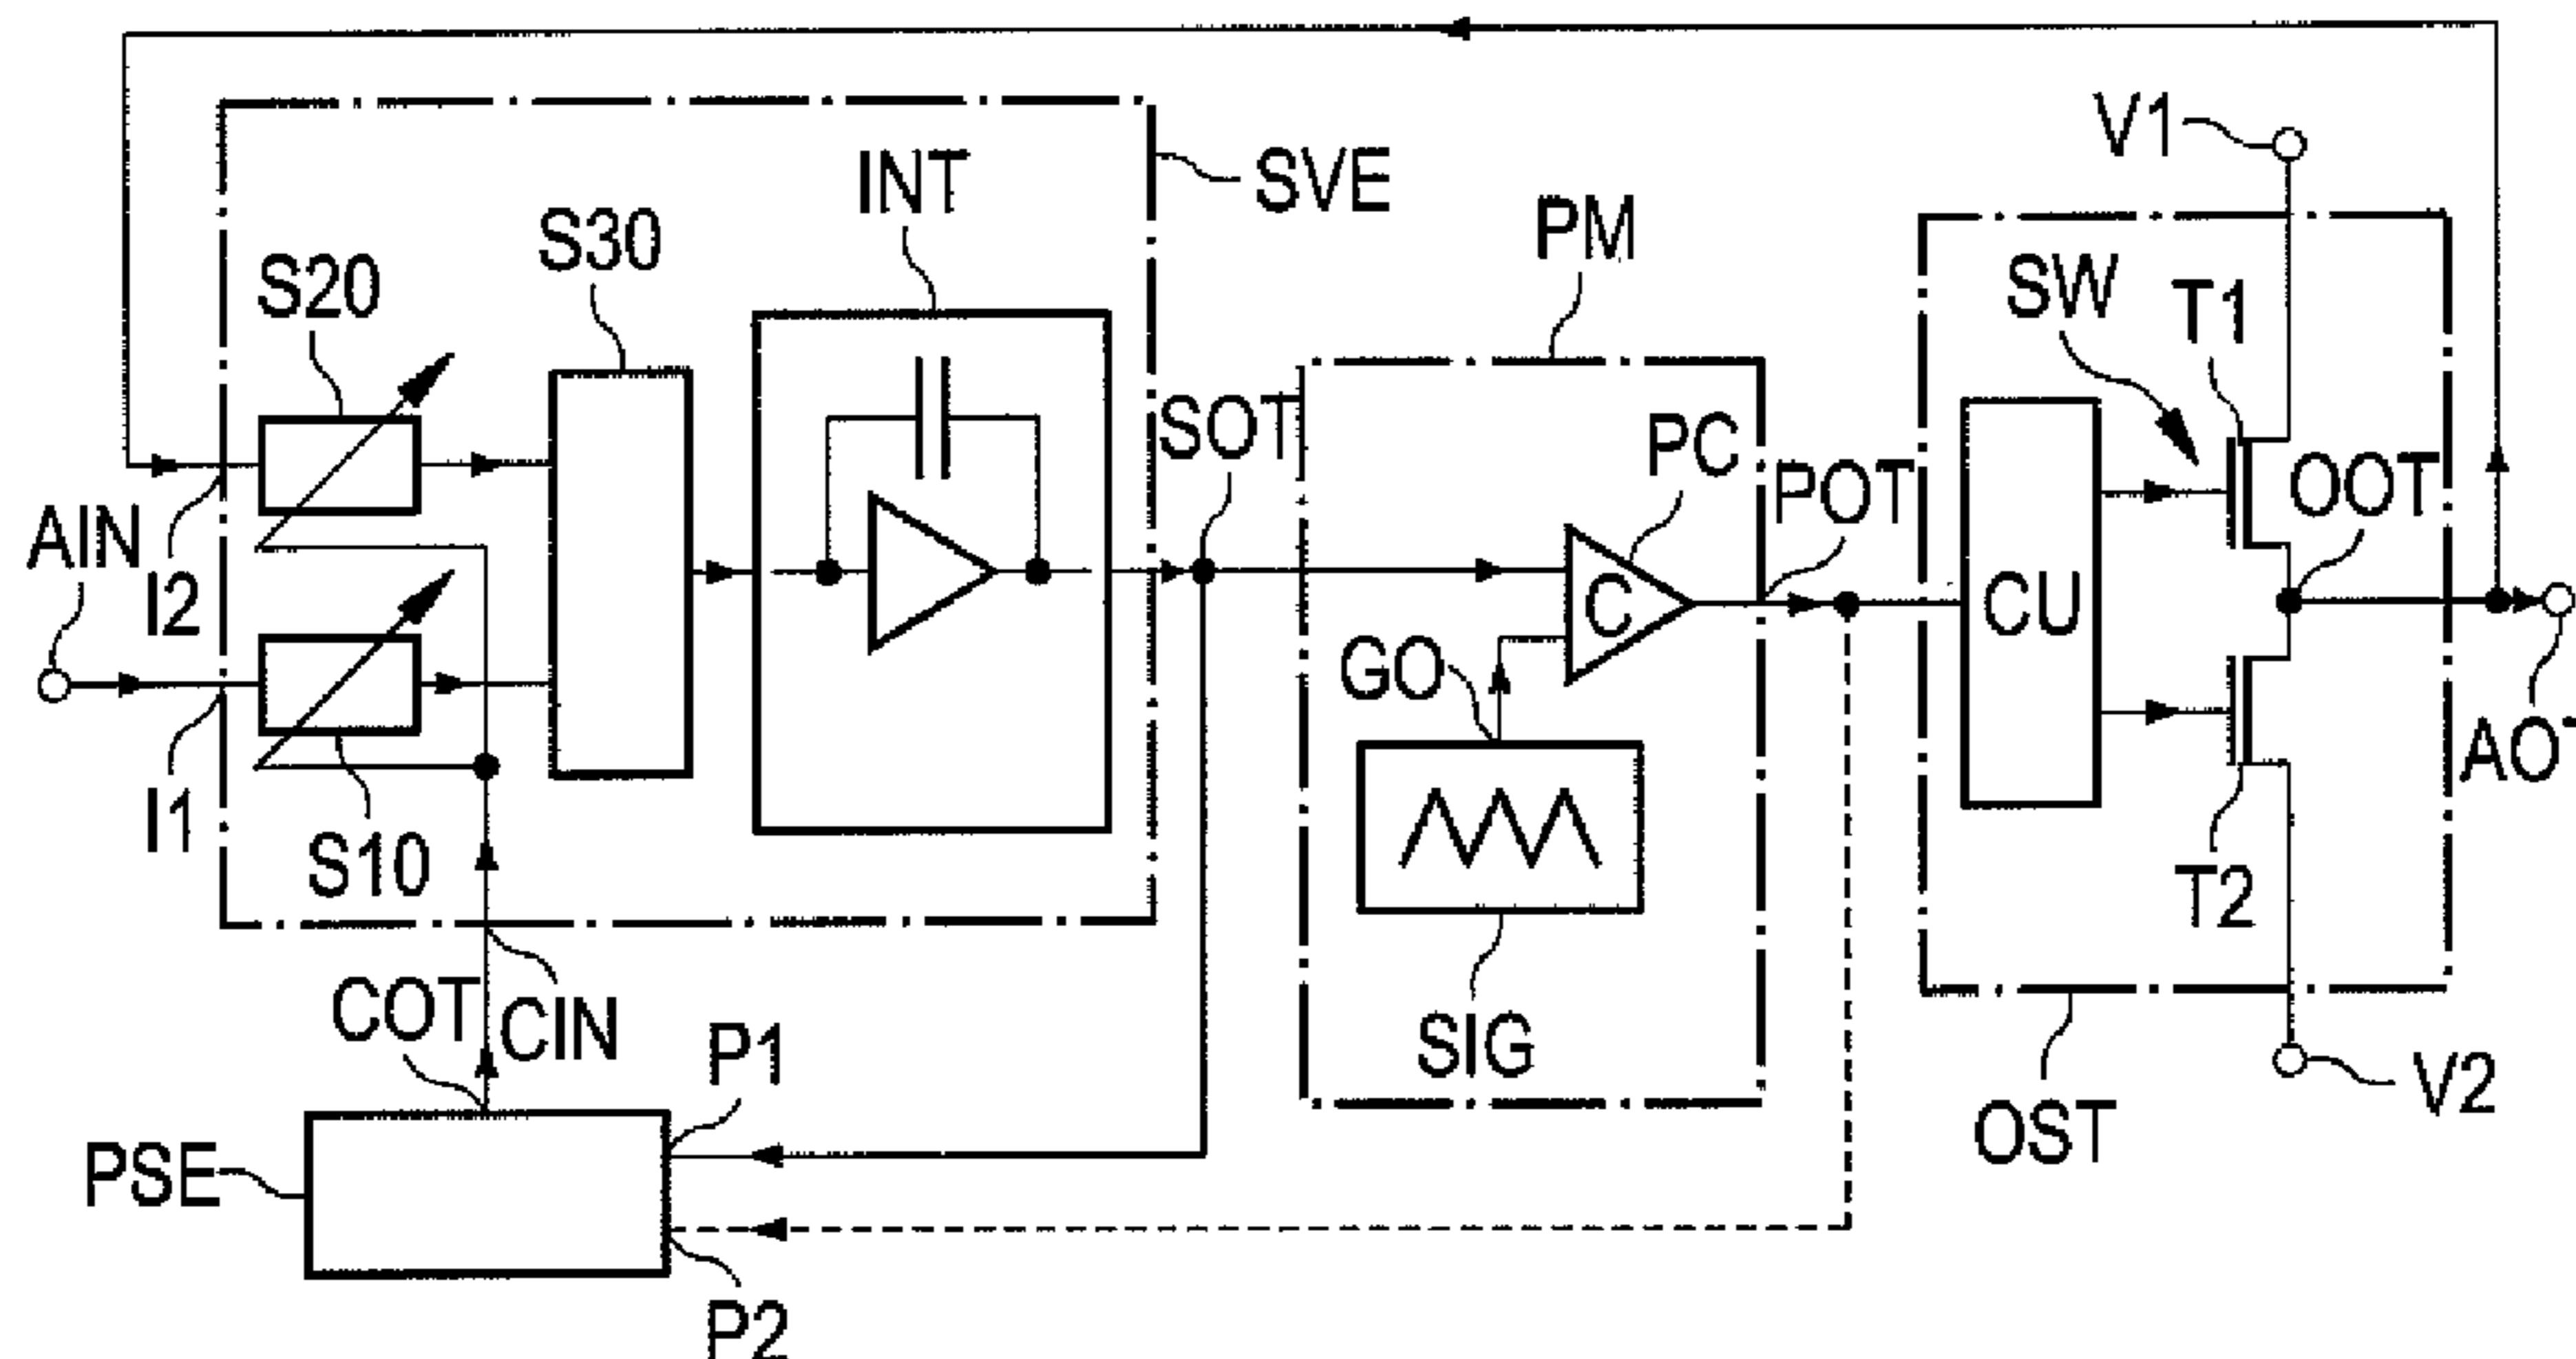 V1
INT
SVE
PM
S30
S20
SW
T1
SOT
PC
POT
OOT
AIN
I2
C
CU
GO
AOT
I1
S10
T2
COT
CIN
SIG
P1
V2
OST
PSE
P2